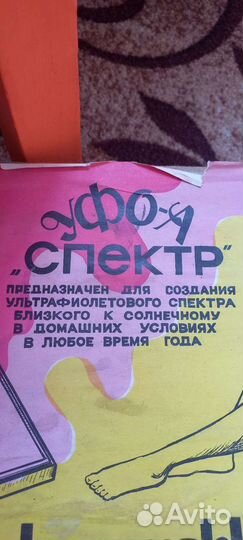 УФО-Я
„СПЕКТР"
ПРЕДНАЗНАЧЕН ДЛЯ СОЗДАНИЯ
УЛЬТРАФИОЛЕТОВОГО СПЕКТРА
БЛИЗКОГО К СОЛНЕЧНОМУ
В ДОМАШНИХ УСЛОВИЯХ
В ЛЮБОЕ ВРЕМЯ ГОДА
Avito